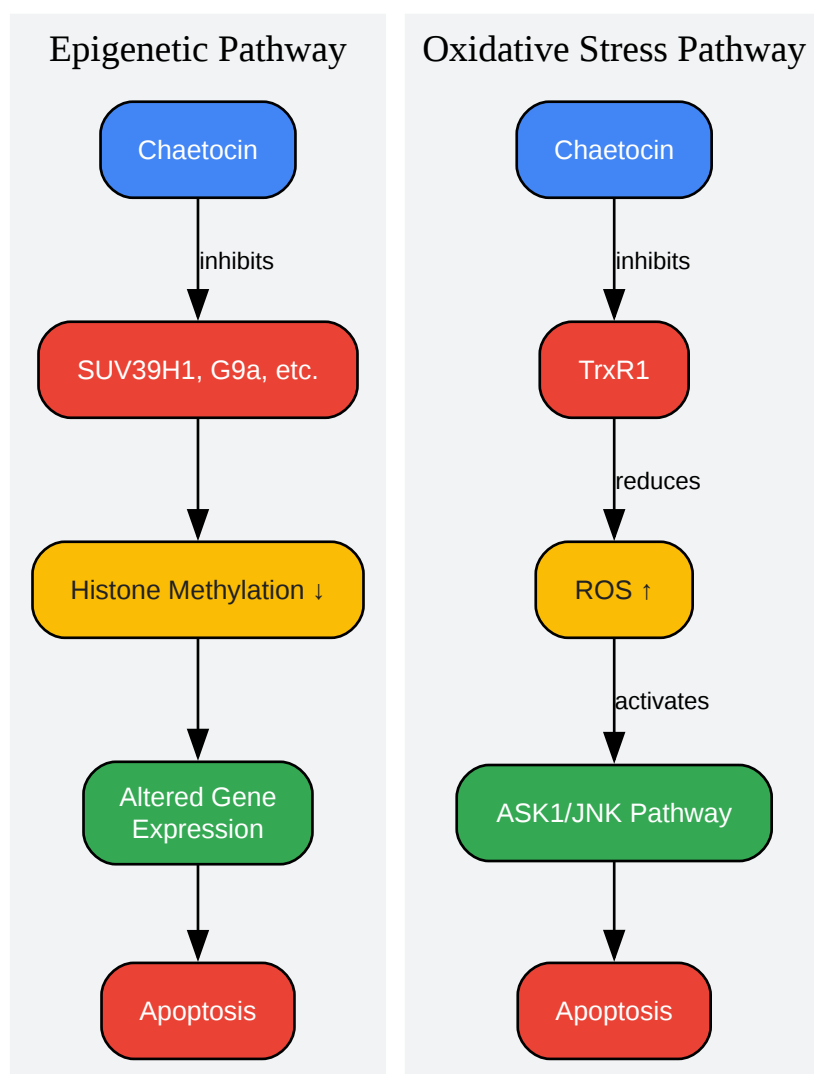 Epigenetic Pathway
Chaetocin
inhibits
SUV39H1, G9a, etc.
Histone Methylation ↓
Altered Gene
Expression
Apoptosis
Oxidative Stress Pathway
Chaetocin
inhibits
TrxR1
reduces
ROS ↑
activates
ASK1/JNK Pathway
Apoptosis